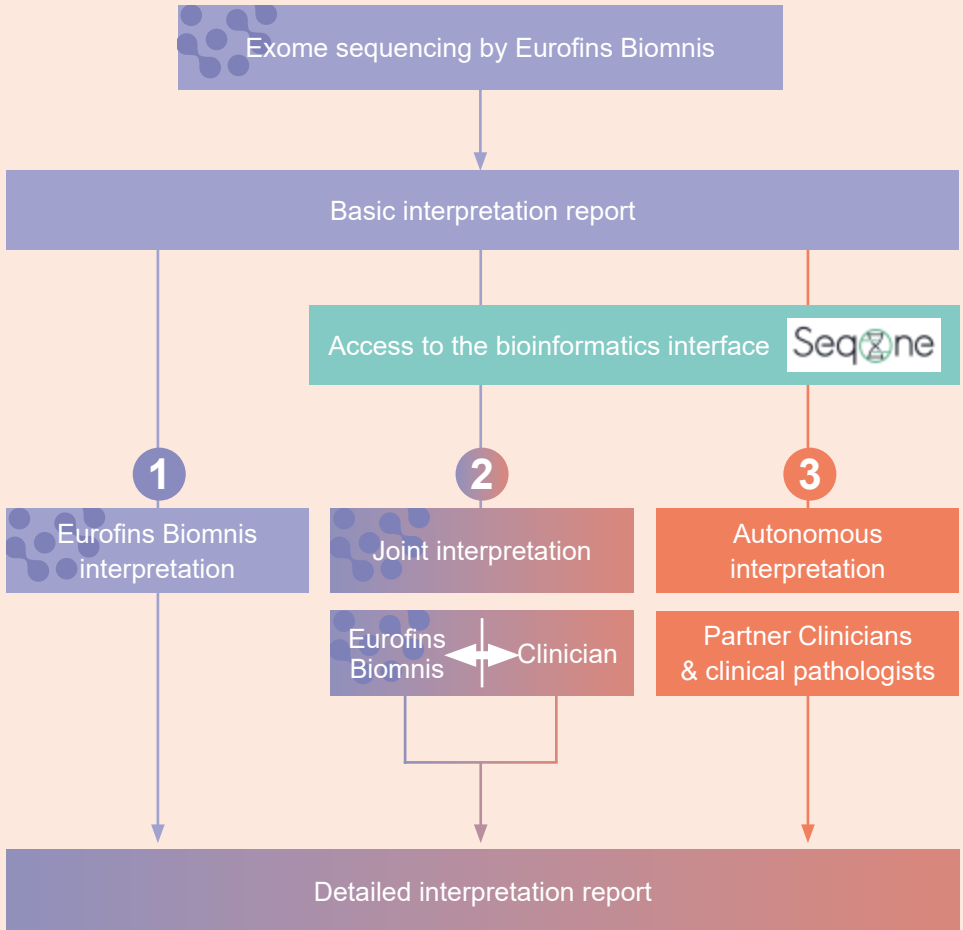 Exome sequencing by Eurofins Biomnis
Basic interpretation report
Access to the bioinformatics interface
SeqOne
1
2
3
Eurofins Biomnis
interpretation
Joint interpretation
Eurofins
Biomnis
Clinician
Autonomous
interpretation
Partner Clinicians
& clinical pathologists
Detailed interpretation report